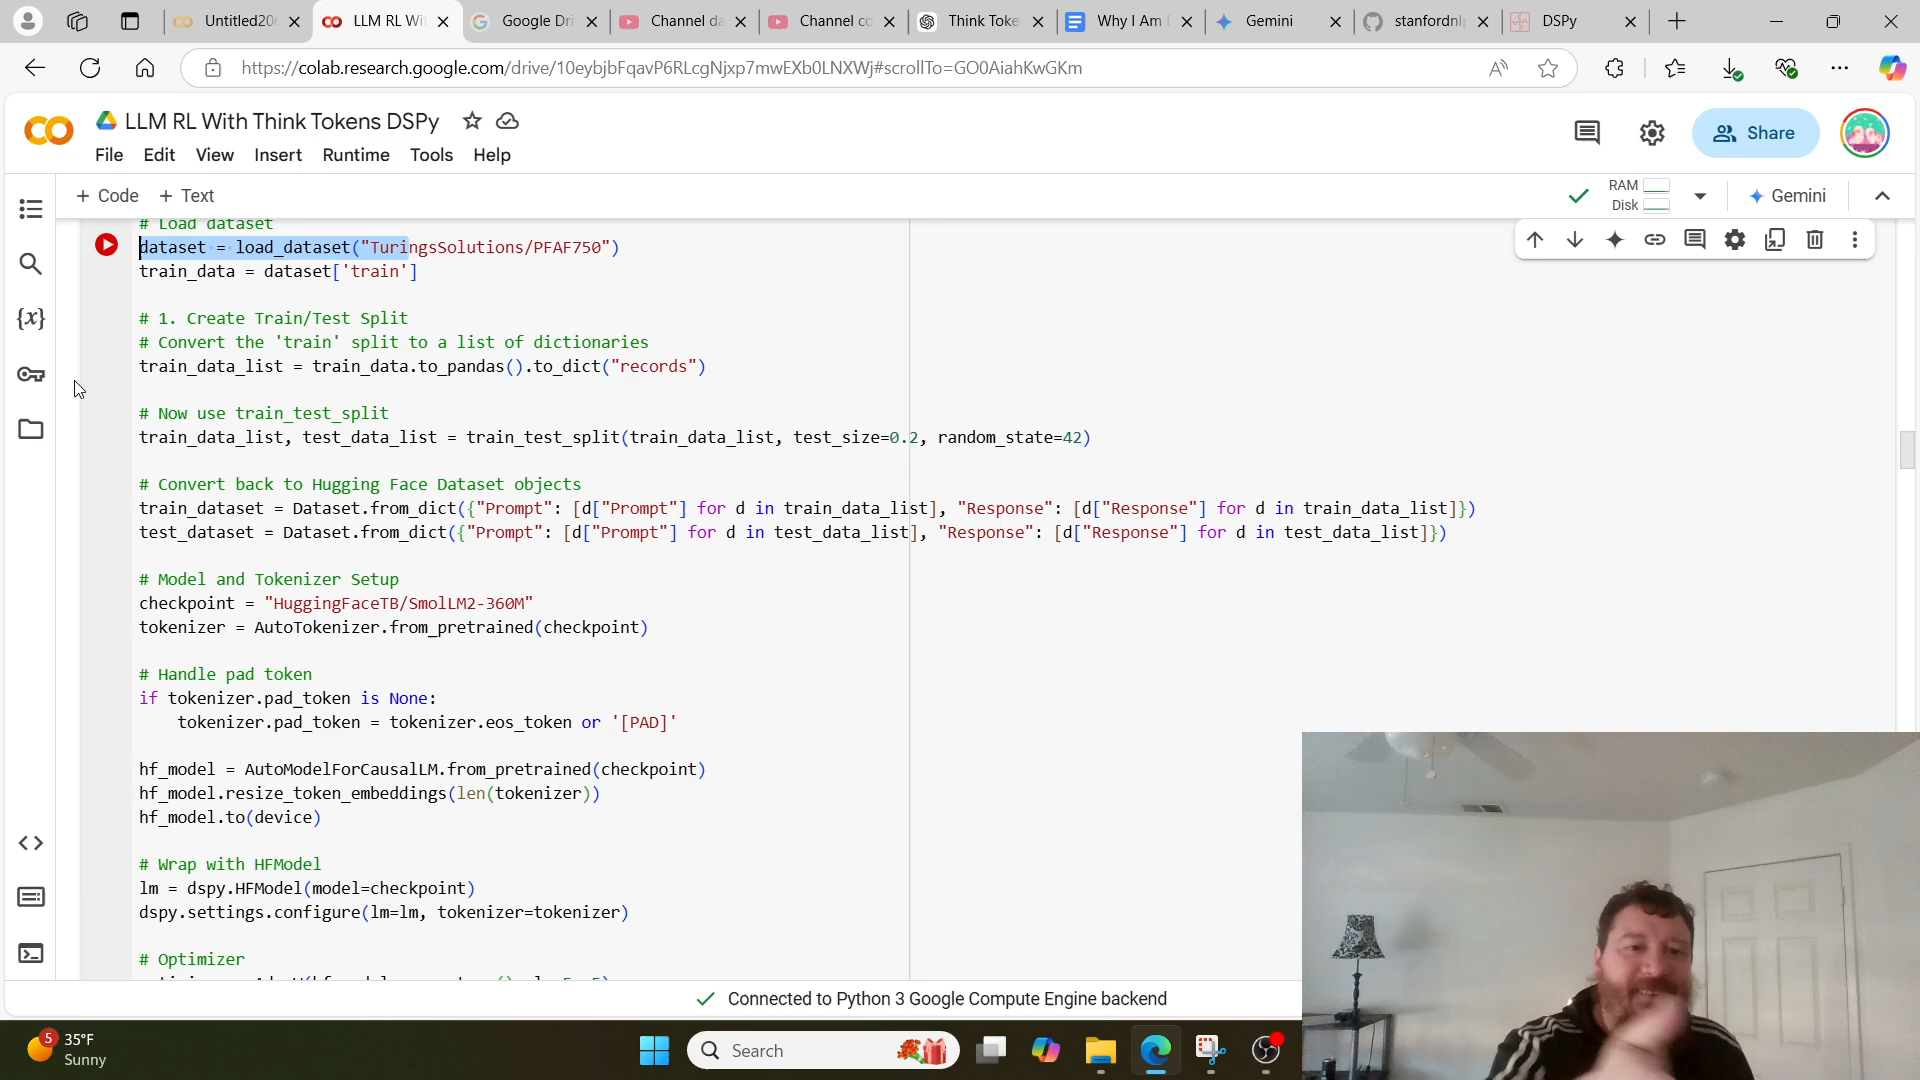 Untitled20
LLM RL Wi
Google Dri
Channel da
Channel co
Think Toke
Why I Am
Gemini
stanfordnl
DSPy
https://colab.research.google.com/drive/10eybjbFqavP6RLcgNjxp7mwEXb0LNXWj#scrollTo=GO0AiahKwGKm
LLM RL With Think Tokens DSPy
Share
File Edit View Insert Runtime Tools Help
+ Code + Text
RAM
Disk
Gemini
# Load dataset
dataset = load_dataset("TuringsSolutions/PFAF750")
train_data = dataset['train']
# 1. Create Train/Test Split
# Convert the 'train' split to a list of dictionaries
train_data_list = train_data.to_pandas().to_dict("records")
# Now use train_test_split
train_data_list, test_data_list = train_test_split(train_data_list, test_size=0.2, random_state=42)
# Convert back to Hugging Face Dataset objects
train_dataset = Dataset.from_dict({"Prompt": [d["Prompt"] for d in train_data_list], "Response": [d["Response"] for d in train_data_list]})
test_dataset = Dataset.from_dict({"Prompt": [d["Prompt"] for d in test_data_list], "Response": [d["Response"] for d in test_data_list]})
# Model and Tokenizer Setup
checkpoint = "HuggingFaceTB/SmolLM2-360M"
tokenizer = AutoTokenizer.from_pretrained(checkpoint)
# Handle pad token
if tokenizer.pad_token is None:
tokenizer.pad_token = tokenizer.eos_token or '[PAD]'
hf_model = AutoModelForCausalLM.from_pretrained(checkpoint)
hf_model.resize_token_embeddings(len(tokenizer))
hf_model.to(device)
# Wrap with HFModel
lm = dspy.HFModel(model=checkpoint)
dspy.settings.configure(lm=lm, tokenizer=tokenizer)
# Optimizer
Connected to Python 3 Google Compute Engine backend
5
35°F
Sunny
Search